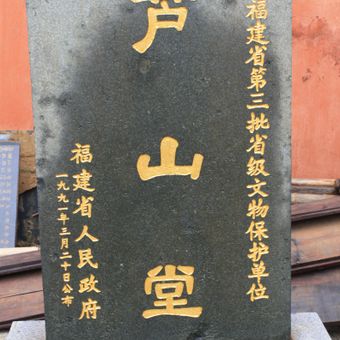 福建省第三批省级文物保护单位
芦山堂
福建省人民政府
一九九一年三月二十日公布